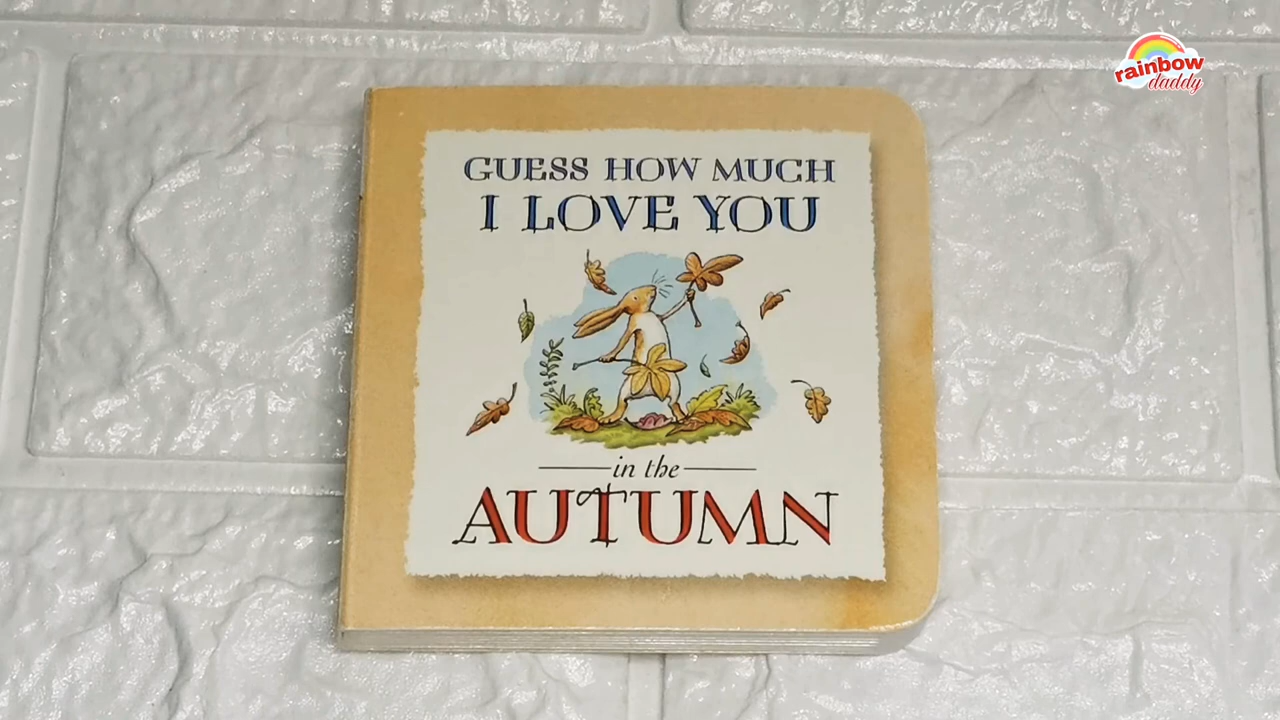 rainbow
daddy
GUESS HOW MUCH
I LOVE YOU
in the
AUTUMN